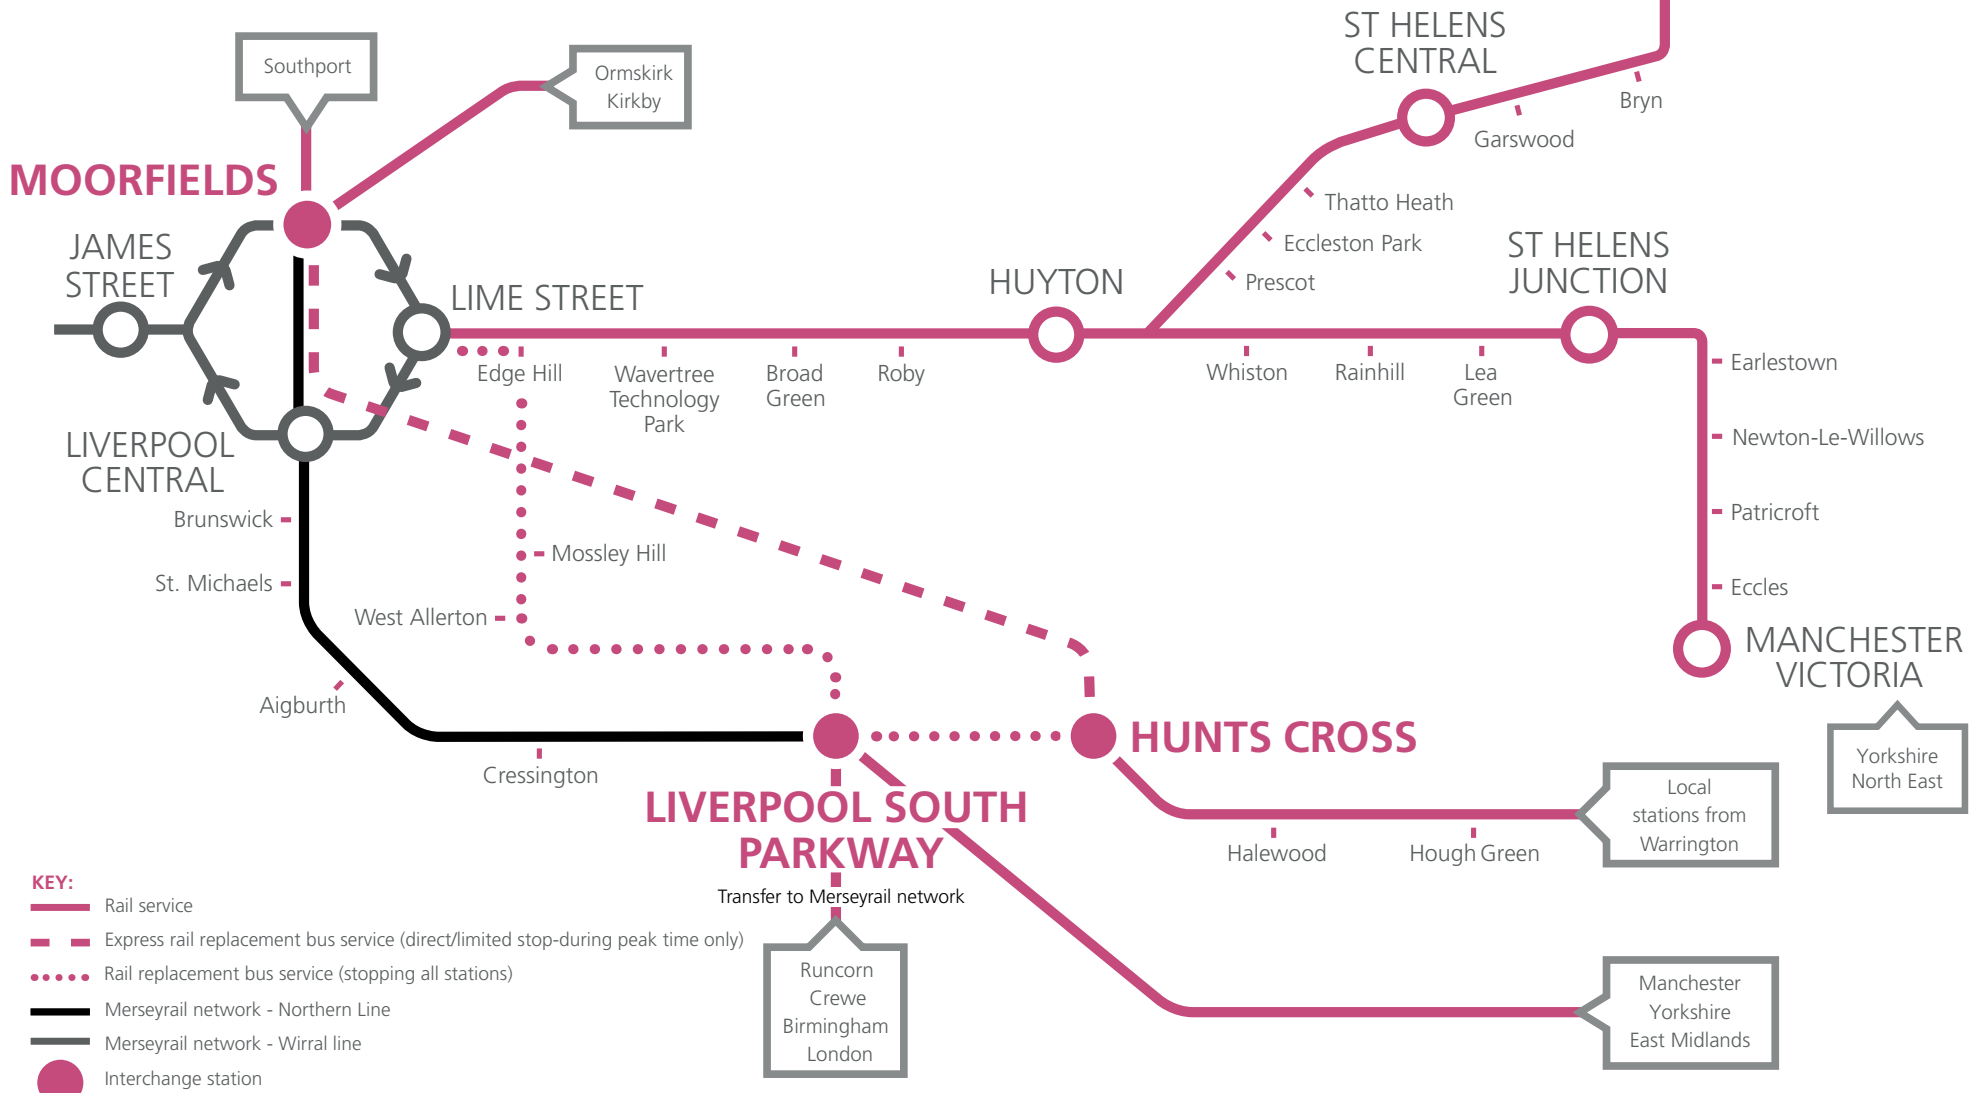 Southport
Ormskirk
Kirkby
ST HELENS
CENTRAL
Bryn
Garswood
MOORFIELDS
Thatto Heath
JAMES
STREET
Eccleston Park
ST HELENS
JUNCTION
LIME STREET
HUYTON
Prescot
Edge Hill
Wavertree
Technology
Park
Broad
Green
Roby
Whiston
Rainhill
Lea
Green
Earlestown
LIVERPOOL
CENTRAL
Newton-Le-Willows
Brunswick
Patricroft
Mossley Hill
St. Michaels
Eccles
West Allerton
MANCHESTER
VICTORIA
Aigburth
HUNTS CROSS
Yorkshire
North East
Cressington
LIVERPOOL SOUTH
PARKWAY
Transfer to Merseyrail network
Local
stations from
Warrington
Halewood
Hough Green
Runcorn
Crewe
Birmingham
London
Manchester
Yorkshire
East Midlands
KEY:
Rail service
Express rail replacement bus service (direct/limited stop-during peak time only)
Rail replacement bus service (stopping all stations)
Merseyrail network - Northern Line
Merseyrail network - Wirral line
Interchange station